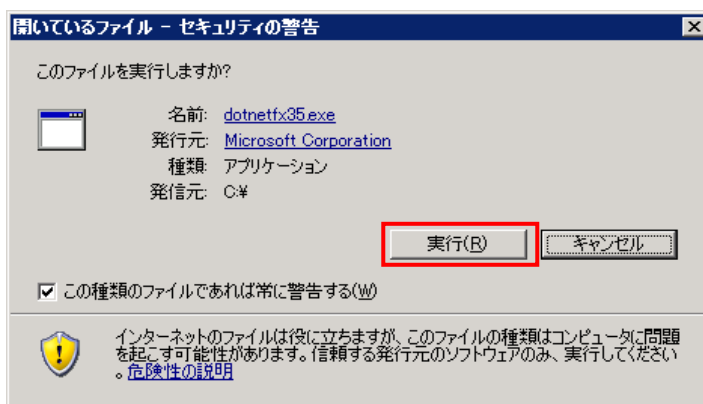 開いているファイル - セキュリティの警告
このファイルを実行しますか?
名前: dotnetfx35.exe
発行元: Microsoft Corporation
種類: アプリケーション
発信元: C:¥
実行(R)
キャンセル
この種類のファイルであれば常に警告する(W)
インターネットのファイルは役に立ちますが、このファイルの種類はコンピュータに問題
を起こす可能性があります。信頼する発行元のソフトウェアのみ、実行してください
。危険性の説明